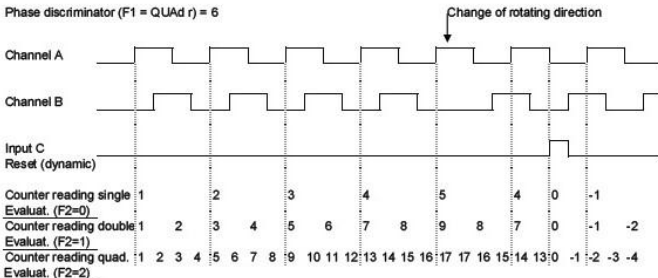 Phase discriminator (F1 = QUAd r) = 6
Change of rotating direction
Channel A
Channel B
Input C
Reset (dynamic)
Counter reading single 1 2 3 4 5 4 0 -1
Evaluat. (F2=0)
Counter reading double 1 2 3 4 5 6 7 8 9 8 7 0 -1 -2
Evaluat. (F2=1)
Counter reading quad. 1 2 3 4 5 6 7 8 9 10 11 12 13 14 15 16 17 17 16 15 14 13 0 -1 -2 -3 -4
Evaluat. (F2=2)